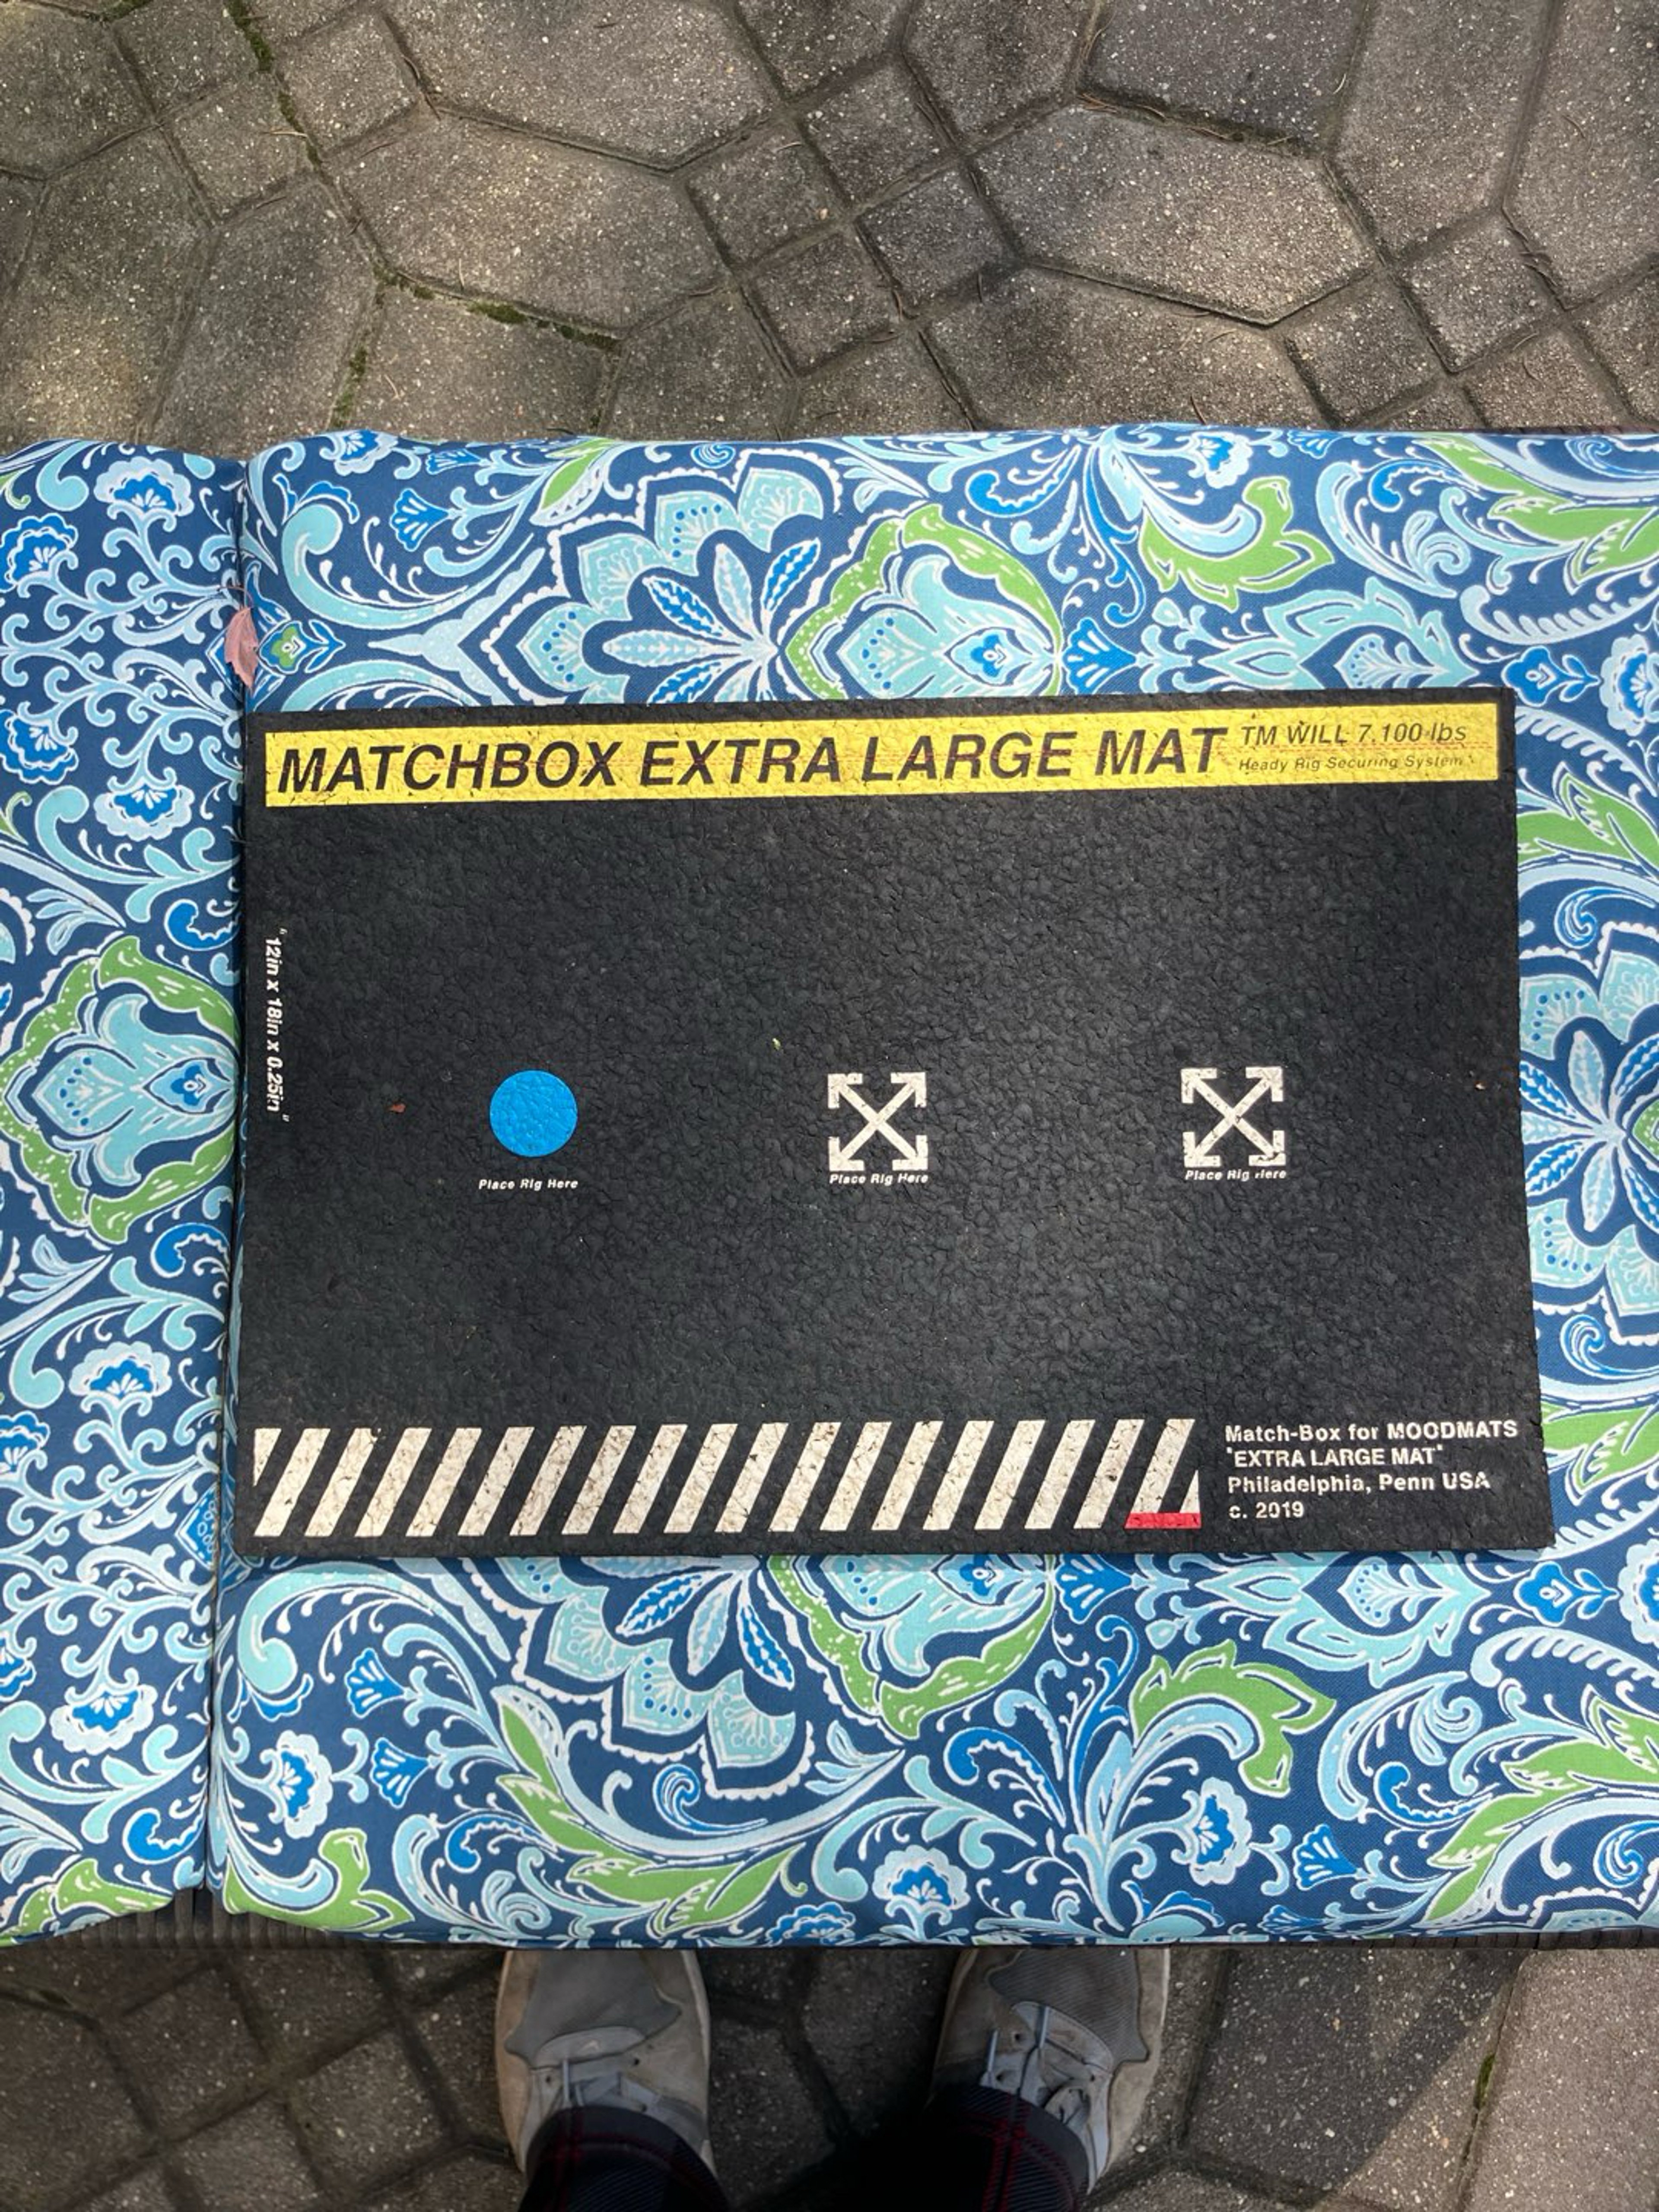 MATCHBOX EXTRA LARGE MAT
TM WILL 7,100 lbs
Heady Rig Securing System
"12in x 18in x 0.25in"
Place Rig Here
Place Rig Here
Place Rig Here
Match-Box for MOODMATS
"EXTRA LARGE MAT"
Philadelphia, Penn USA
c. 2019